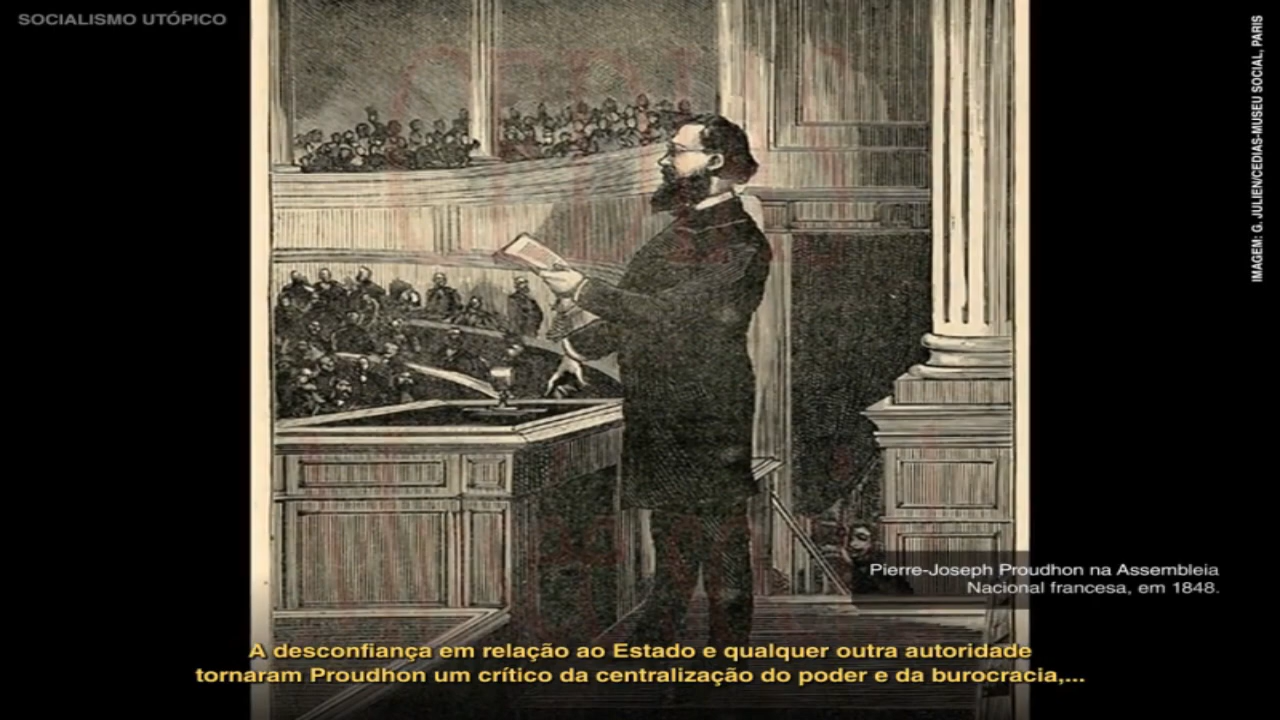 SOCIALISMO UTÓPICO
IMAGEM: G. JULIEN/CEDIAS-MUSEU SOCIAL, PARIS
Pierre-Joseph Proudhon na Assembleia
Nacional francesa, em 1848.
A desconfiança em relação ao Estado e qualquer outra autoridade
tornaram Proudhon um crítico da centralização do poder e da burocracia,...